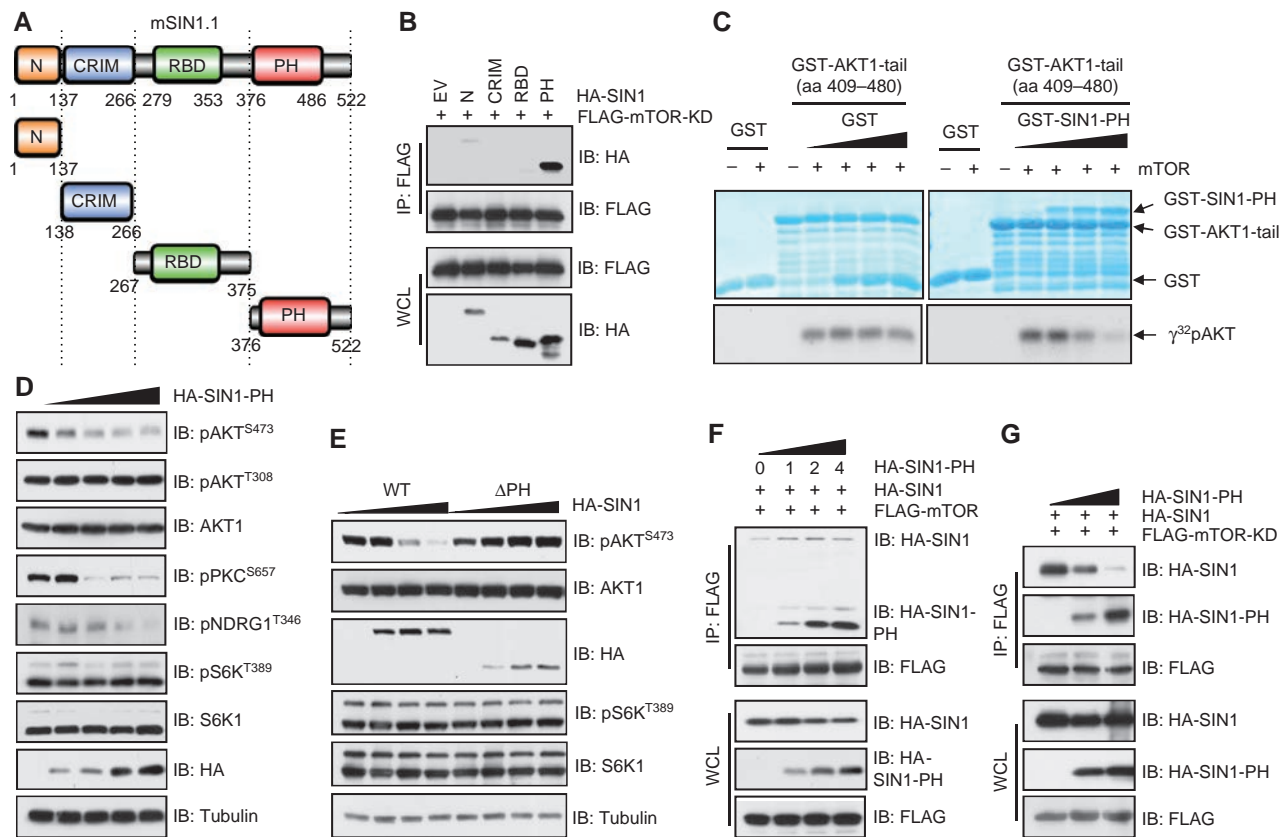 A
mSIN1.1
N CRIM RBD PH
1 137 266 279 353 376 486 522
N
1 137
CRIM
138 266
RBD
267 375
PH
376 522
B
EV N CRIM RBD PH HA-SIN1
+ + + + + FLAG-mTOR-KD
IP: FLAG
IB: HA
IB: FLAG
WCL
IB: FLAG
IB: HA
C
GST-AKT1-tail
(aa 409–480)
GST GST
GST-AKT1-tail
(aa 409–480)
GST GST-SIN1-PH
– + – + + + + – + – + + + + mTOR
GST-SIN1-PH
GST-AKT1-tail
GST
γ³²pAKT
D
HA-SIN1-PH
IB: pAKTS473
IB: pAKTT308
IB: AKT1
IB: pPKCS657
IB: pNDRG1T346
IB: pS6KT389
IB: S6K1
IB: HA
IB: Tubulin
E
WT ΔPH HA-SIN1
IB: pAKTS473
IB: AKT1
IB: HA
IB: pS6KT389
IB: S6K1
IB: Tubulin
F
0 1 2 4 HA-SIN1-PH
+ + + + HA-SIN1
+ + + + FLAG-mTOR
IP: FLAG
IB: HA-SIN1
IB: HA-SIN1-
PH
IB: FLAG
WCL
IB: HA-SIN1
IB: HA-
SIN1-PH
IB: FLAG
G
HA-SIN1-PH
+ + + HA-SIN1
+ + + FLAG-mTOR-KD
IP: FLAG
IB: HA-SIN1
IB: HA-SIN1-PH
IB: FLAG
WCL
IB: HA-SIN1
IB: HA-SIN1-PH
IB: FLAG